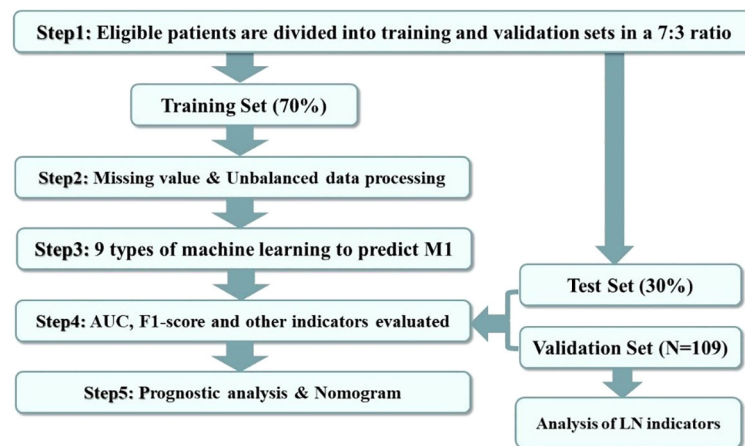 Step1: Eligible patients are divided into training and validation sets in a 7:3 ratio
Training Set (70%)
Step2: Missing value & Unbalanced data processing
Step3: 9 types of machine learning to predict M1
Test Set (30%)
Step4: AUC, F1-score and other indicators evaluated
Validation Set (N=109)
Step5: Prognostic analysis & Nomogram
Analysis of LN indicators